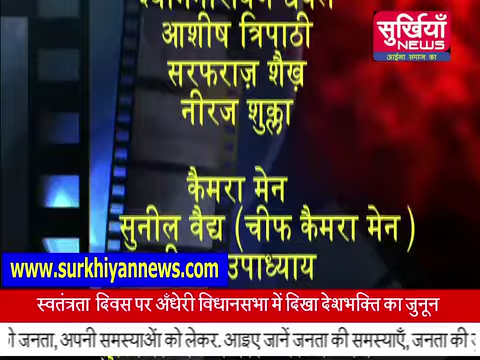 सुर्खियाँ
NEWS
आईना समाज का
आशीष त्रिपाठी
सरफराज़ शैख़
नीरज शुक्ला
कैमरा मेन
सुनील वैद्य (चीफ कैमरा मेन )
उपाध्याय
www.surkhiyannews.com
स्वतंत्रता दिवस पर अँधेरी विधानसभा में दिखा देशभक्ति का जुनून
जनता, अपनी समस्याओं को लेकर. आइए जानें जनता की समस्याएँ, जनता की